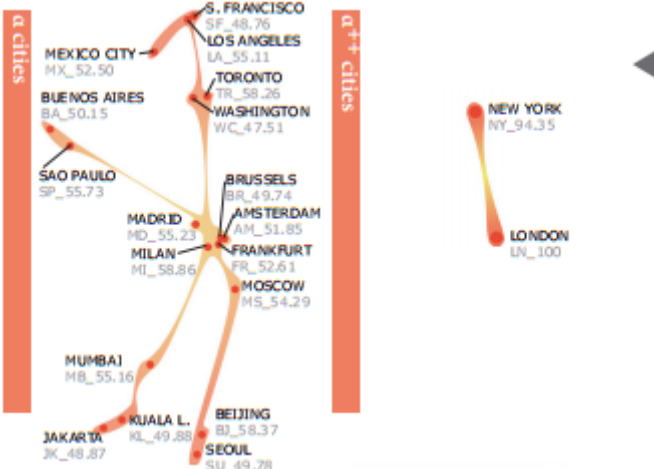 α cities
S. FRANCISCO
SF_48.76
LOS ANGELES
LA_55.11
MEXICO CITY
MX_52.50
TORONTO
TR_58.26
BUENOS AIRES
BA_50.15
WASHINGTON
WC_47.51
SAO PAULO
SP_55.73
BRUSSELS
BR_49.74
AMSTERDAM
AM_51.85
MADRID
MD_55.23
MILAN
MI_58.86
FRANKFURT
FR_52.61
MOSCOW
MS_54.29
MUMBAI
MB_55.16
KUALA L.
KL_49.88
JAKARTA
JK_48.87
BEIJING
BJ_58.37
SEOUL
SU_49.78
α++ cities
NEW YORK
NY_94.35
LONDON
LN_100